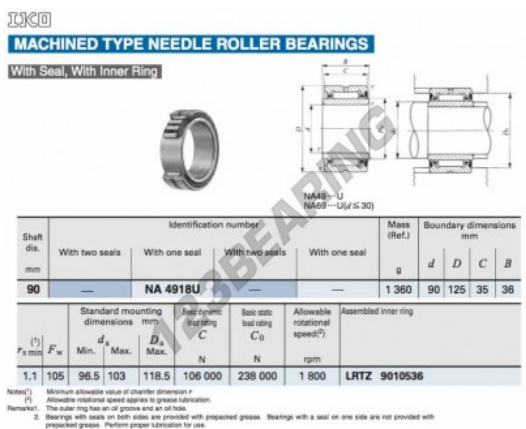 IKO
MACHINED TYPE NEEDLE ROLLER BEARINGS
With Seal, With Inner Ring
B
C
r
r
D
d
Da
NA49⋯U
NA69⋯U(d≦30)
123BEARING
Shaft dia. mm
Identification number
Mass (Ref.) g
Boundary dimensions mm
With two seals With one seal With two seals With one seal
d D C B
90 — NA 4918U — — 1 360 90 125 35 36
Standard mounting dimensions mm
Basic dynamic load rating C N
Basic static load rating C0 N
Allowable rotational speed(2) rpm
Assembled inner ring
(1) rs min Fw
da Min. Max.
Da Max.
1.1 105 96.5 103 118.5 106 000 238 000 1 800 LRTZ 9010536
Notes(1) Minimum allowable value of chamfer dimension r
(2) Allowable rotational speed applies to grease lubrication.
Remarks1. The outer ring has an oil groove and an oil hole.
2. Bearings with seals on both sides are provided with prepacked grease. Bearings with a seal on one side are not provided with
prepacked grease. Perform proper lubrication for use.